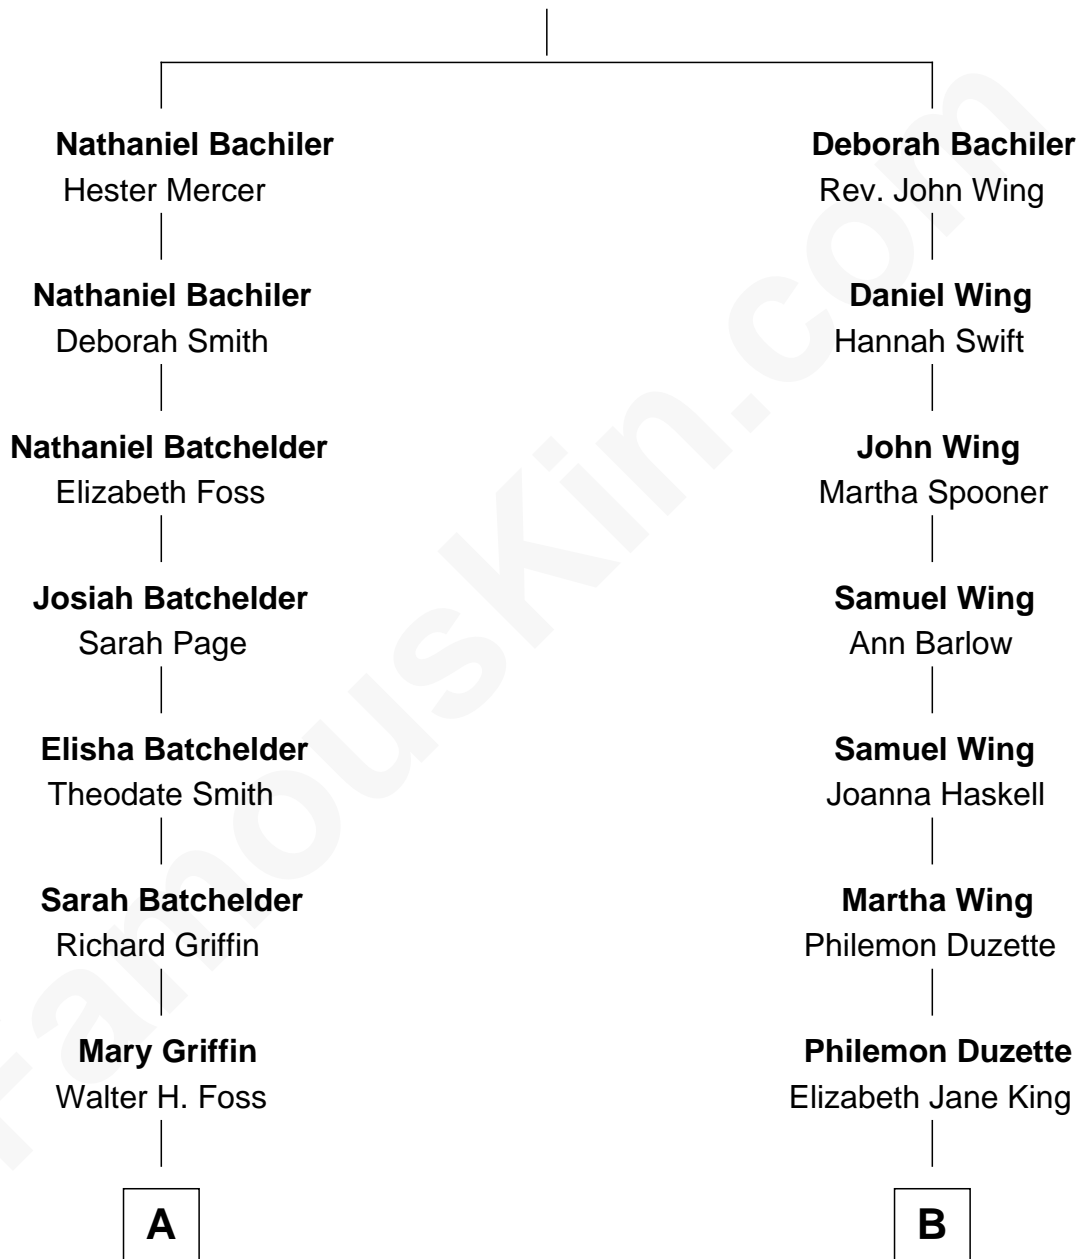 Nathaniel Bachiler
Hester Mercer
Nathaniel Bachiler
Deborah Smith
Nathaniel Batchelder
Elizabeth Foss
Josiah Batchelder
Sarah Page
Elisha Batchelder
Theodate Smith
Sarah Batchelder
Richard Griffin
Mary Griffin
Walter H. Foss
A
Deborah Bachiler
Rev. John Wing
Daniel Wing
Hannah Swift
John Wing
Martha Spooner
Samuel Wing
Ann Barlow
Samuel Wing
Joanna Haskell
Martha Wing
Philemon Duzette
Philemon Duzette
Elizabeth Jane King
B
FamousKin.com